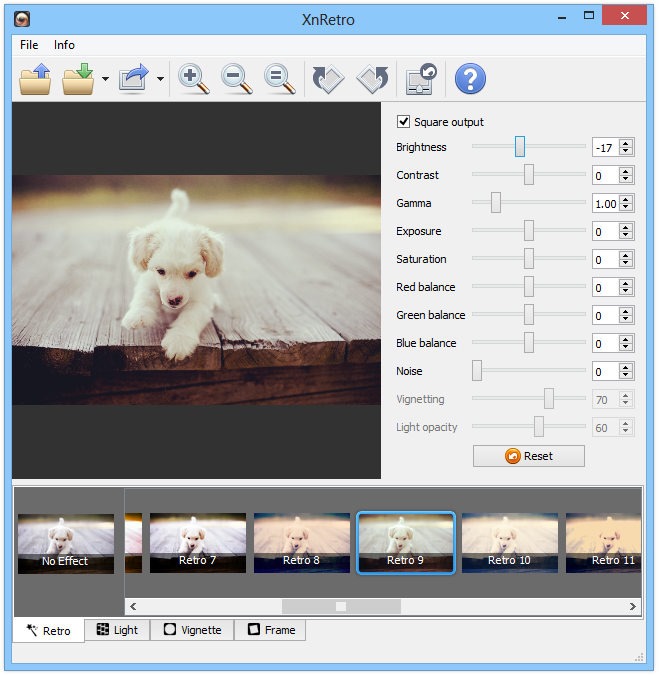 XnRetro
File Info
Square output
Brightness -17
Contrast 0
Gamma 1.00
Exposure 0
Saturation 0
Red balance 0
Green balance 0
Blue balance 0
Noise 0
Vignetting 70
Light opacity 60
Reset
No Effect Retro 7 Retro 8 Retro 9 Retro 10 Retro 11
Retro Light Vignette Frame